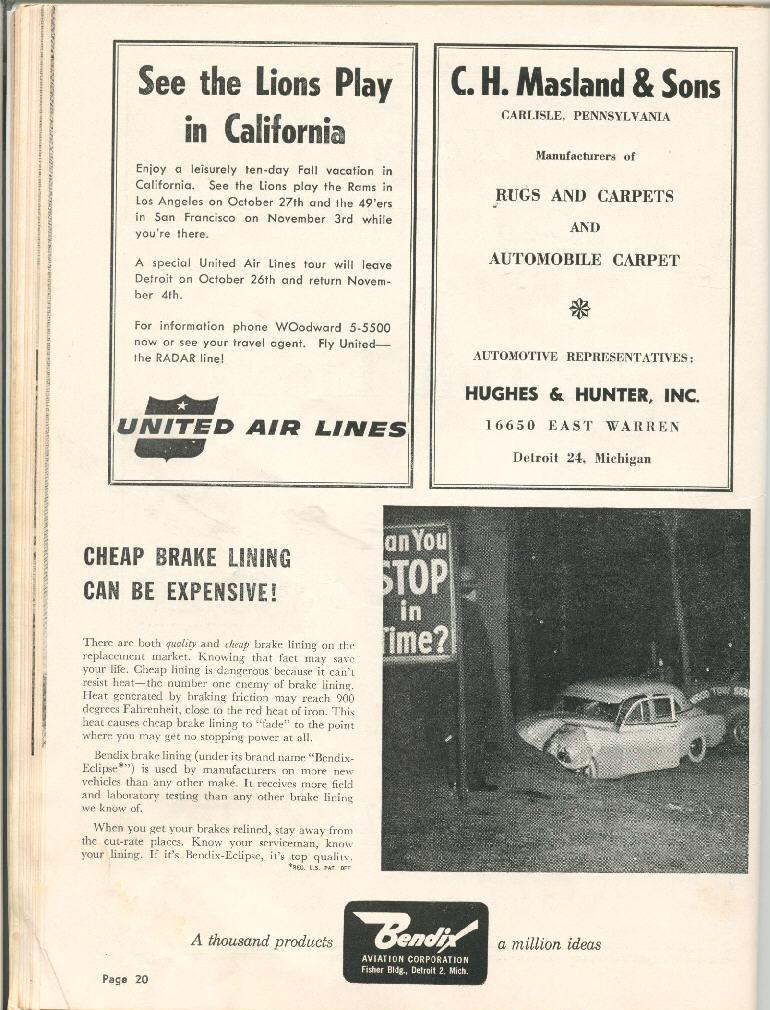 See the Lions Play
in California
Enjoy a leisurely ten-day Fall vacation in
California. See the Lions play the Rams in
Los Angeles on October 27th and the 49'ers
in San Francisco on November 3rd while
you're there.
A special United Air Lines tour will leave
Detroit on October 26th and return Novem-
ber 4th.
For information phone WOodward 5-5500
now or see your travel agent. Fly United—
the RADAR line!
UNITED AIR LINES
C. H. Masland & Sons
CARLISLE, PENNSYLVANIA
Manufacturers of
RUGS AND CARPETS
AND
AUTOMOBILE CARPET
AUTOMOTIVE REPRESENTATIVES:
HUGHES & HUNTER, INC.
16650 EAST WARREN
Detroit 24, Michigan
CHEAP BRAKE LINING
CAN BE EXPENSIVE!
There are both quality and cheap brake lining on the
replacement market. Knowing that fact may save
your life. Cheap lining is dangerous because it can't
resist heat—the number one enemy of brake lining.
Heat generated by braking friction may reach 900
degrees Fahrenheit, close to the red heat of iron. This
heat causes cheap brake lining to "fade" to the point
where you may get no stopping power at all.
Bendix brake lining (under its brand name "Bendix-
Eclipse*") is used by manufacturers on more new
vehicles than any other make. It receives more field
and laboratory testing than any other brake lining
we know of.
When you get your brakes relined, stay away from
the cut-rate places. Know your serviceman, know
your lining. If it's Bendix-Eclipse, it's top quality.
*REG. U.S. PAT. OFF.
an You
STOP
in
Time?
A thousand products
Bendix
AVIATION CORPORATION
Fisher Bldg., Detroit 2, Mich.
a million ideas
Page 20